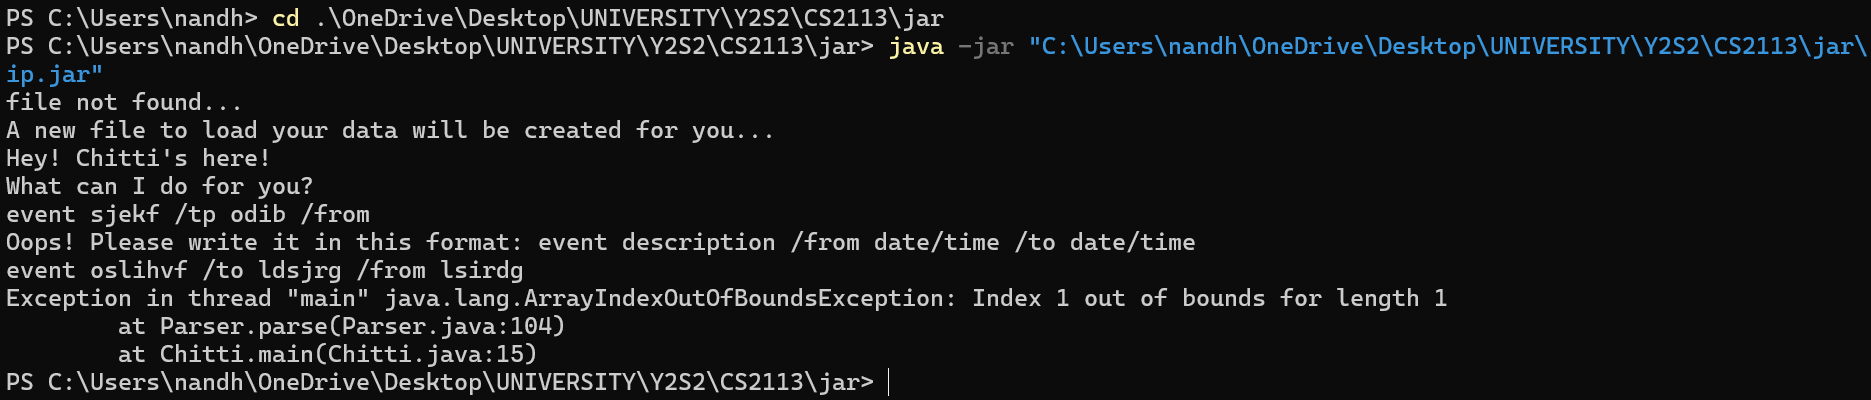 PS C:\Users\nandh> cd .\OneDrive\Desktop\UNIVERSITY\Y2S2\CS2113\jar
PS C:\Users\nandh\OneDrive\Desktop\UNIVERSITY\Y2S2\CS2113\jar> java -jar "C:\Users\nandh\OneDrive\Desktop\UNIVERSITY\Y2S2\CS2113\jar\
ip.jar"
file not found...
A new file to load your data will be created for you...
Hey! Chitti's here!
What can I do for you?
event sjekf /tp odib /from
Oops! Please write it in this format: event description /from date/time /to date/time
event oslihvf /to ldsjrg /from lsirdg
Exception in thread "main" java.lang.ArrayIndexOutOfBoundsException: Index 1 out of bounds for length 1
        at Parser.parse(Parser.java:104)
        at Chitti.main(Chitti.java:15)
PS C:\Users\nandh\OneDrive\Desktop\UNIVERSITY\Y2S2\CS2113\jar>